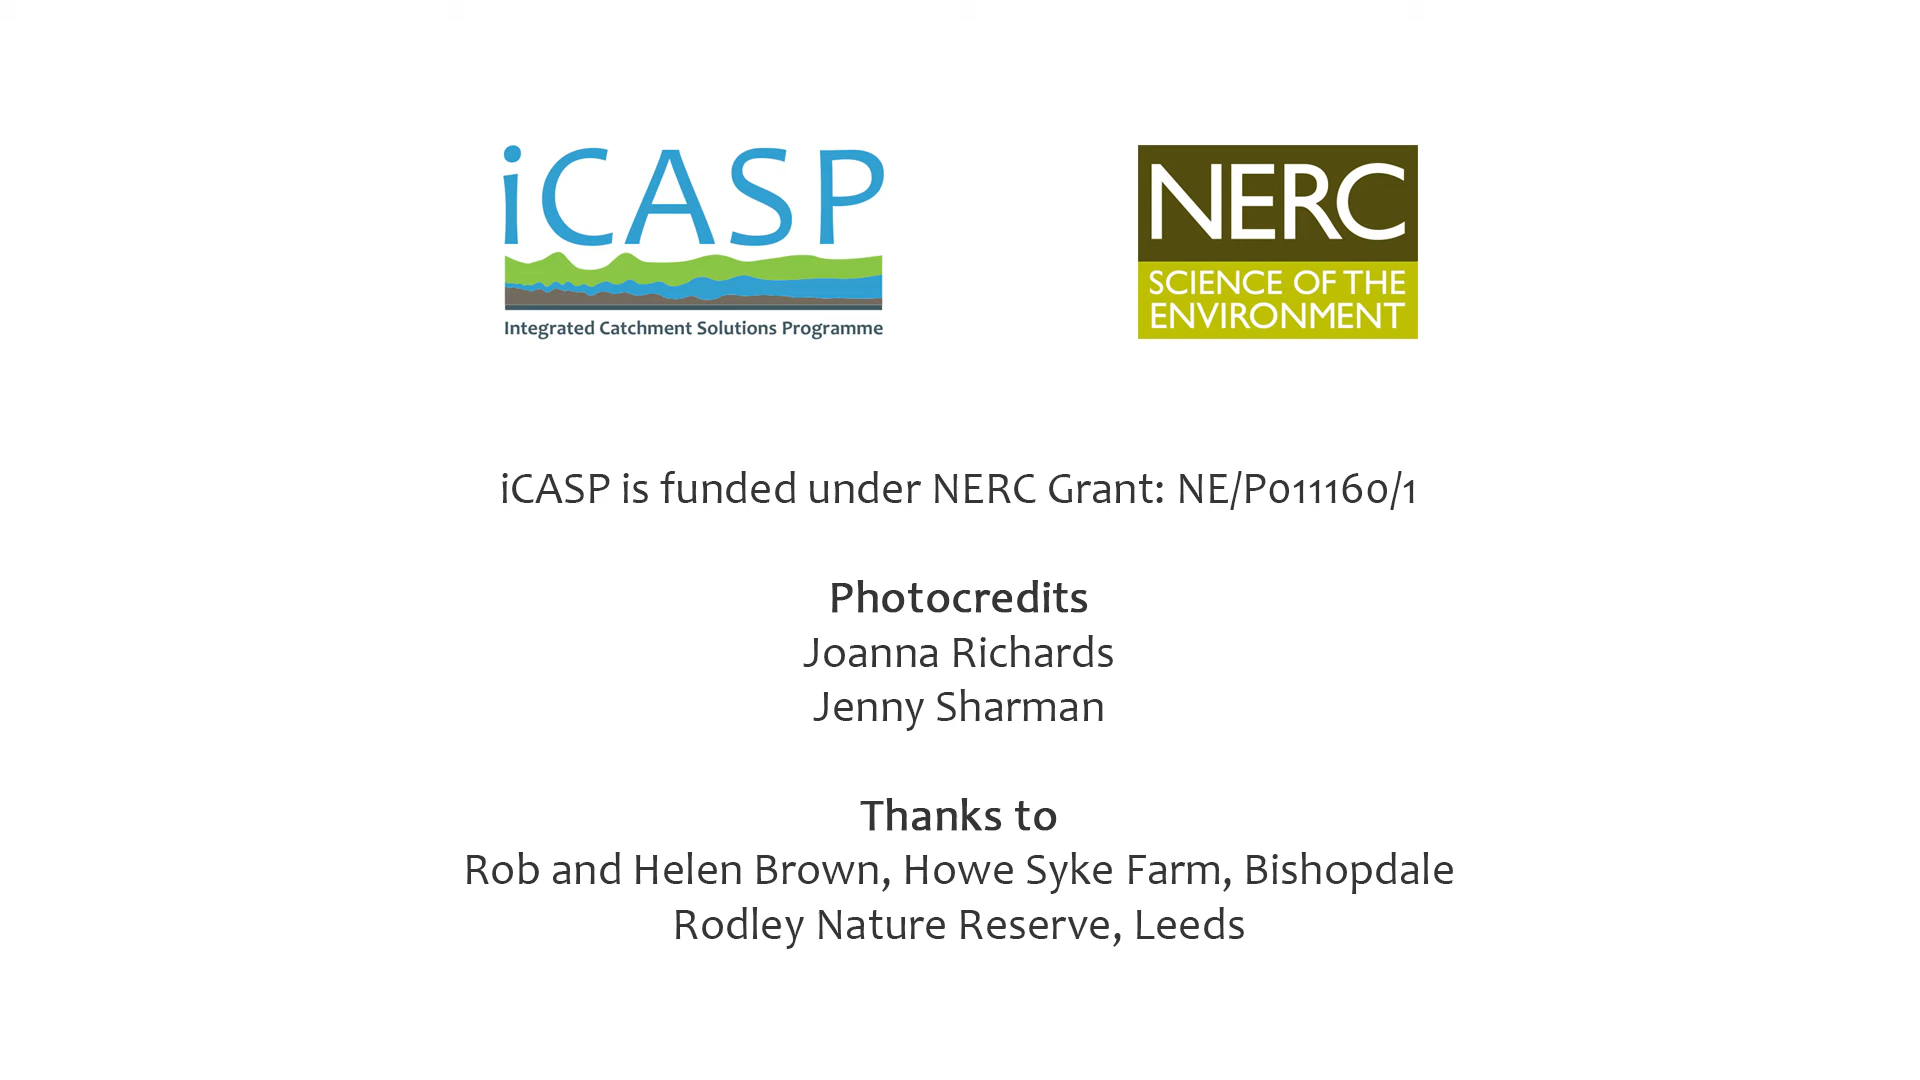 iCASP
Integrated Catchment Solutions Programme
NERC
SCIENCE OF THE
ENVIRONMENT
iCASP is funded under NERC Grant: NE/P011160/1
Photocredits
Joanna Richards
Jenny Sharman
Thanks to
Rob and Helen Brown, Howe Syke Farm, Bishopdale
Rodley Nature Reserve, Leeds